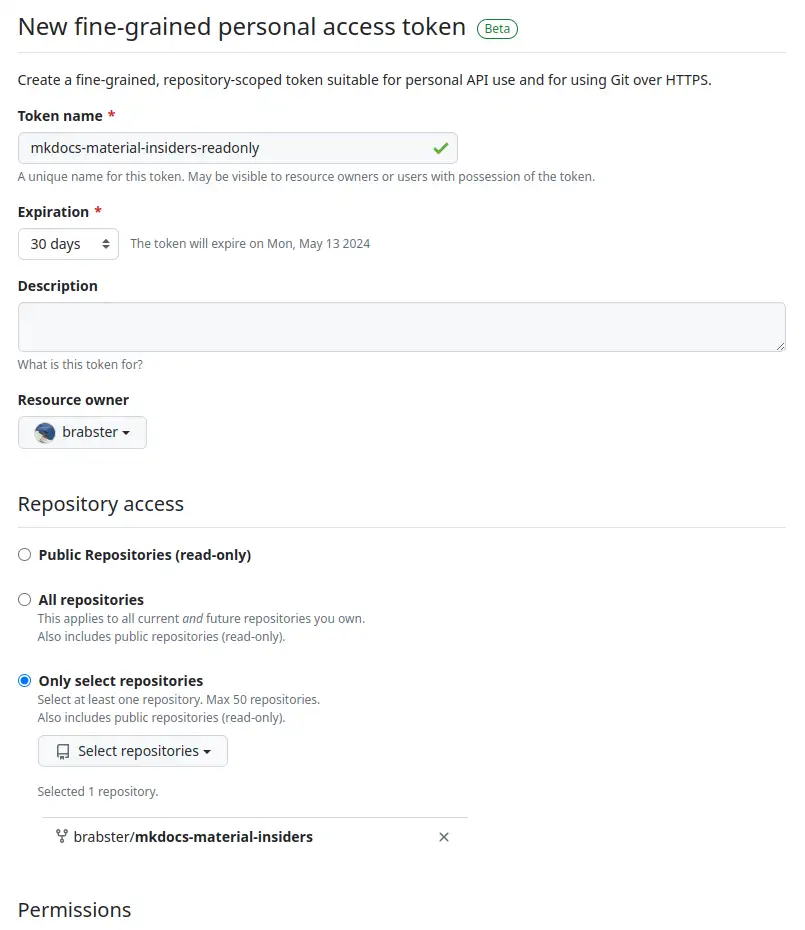 New fine-grained personal access token Beta
Create a fine-grained, repository-scoped token suitable for personal API use and for using Git over HTTPS.
Token name *
mkdocs-material-insiders-readonly
A unique name for this token. May be visible to resource owners or users with possession of the token.
Expiration *
30 days The token will expire on Mon, May 13 2024
Description
What is this token for?
Resource owner
brabster
Repository access
Public Repositories (read-only)
All repositories
This applies to all current and future repositories you own.
Also includes public repositories (read-only).
Only select repositories
Select at least one repository. Max 50 repositories.
Also includes public repositories (read-only).
Select repositories
Selected 1 repository.
brabster/mkdocs-material-insiders
Permissions